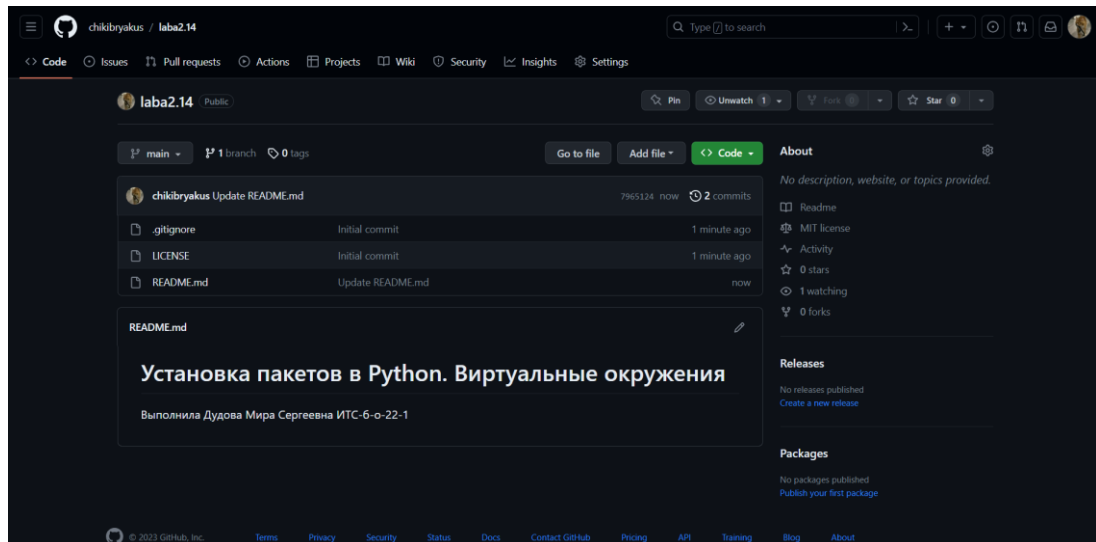 chikibryakus / laba2.14
Type / to search
<> Code Issues Pull requests Actions Projects Wiki Security Insights Settings
laba2.14 Public
Pin Unwatch 1 Fork 0 Star 0
main 1 branch 0 tags Go to file Add file <> Code
chikibryakus Update README.md 7965124 now 2 commits
.gitignore Initial commit 1 minute ago
LICENSE Initial commit 1 minute ago
README.md Update README.md now
README.md
Установка пакетов в Python. Виртуальные окружения
Выполнила Дудова Мира Сергеевна ИТС-б-о-22-1
About
No description, website, or topics provided.
Readme
MIT license
Activity
0 stars
1 watching
0 forks
Releases
No releases published
Create a new release
Packages
No packages published
Publish your first package
© 2023 GitHub, Inc. Terms Privacy Security Status Docs Contact GitHub Pricing API Training Blog About